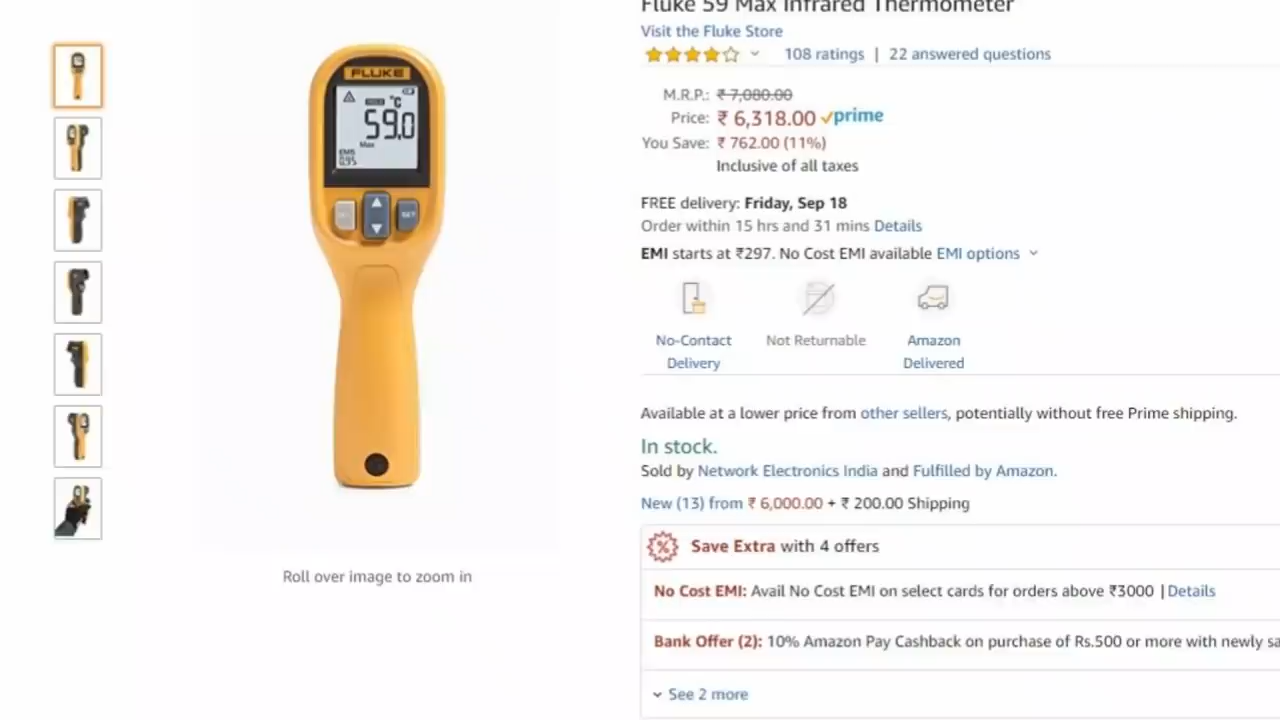 Fluke 59 Max Infrared Thermometer
Visit the Fluke Store
108 ratings | 22 answered questions
M.R.P.: ₹ 7,080.00
Price: ₹ 6,318.00 prime
You Save: ₹ 762.00 (11%)
Inclusive of all taxes
FREE delivery: Friday, Sep 18
Order within 15 hrs and 31 mins Details
EMI starts at ₹297. No Cost EMI available EMI options
No-Contact Delivery
Not Returnable
Amazon Delivered
Available at a lower price from other sellers, potentially without free Prime shipping.
In stock.
Sold by Network Electronics India and Fulfilled by Amazon.
New (13) from ₹ 6,000.00 + ₹ 200.00 Shipping
Save Extra with 4 offers
No Cost EMI: Avail No Cost EMI on select cards for orders above ₹3000 | Details
Bank Offer (2): 10% Amazon Pay Cashback on purchase of Rs.500 or more with newly sa
See 2 more
FLUKE
°C
59.0
Max
EMS
0.95
SET
Roll over image to zoom in